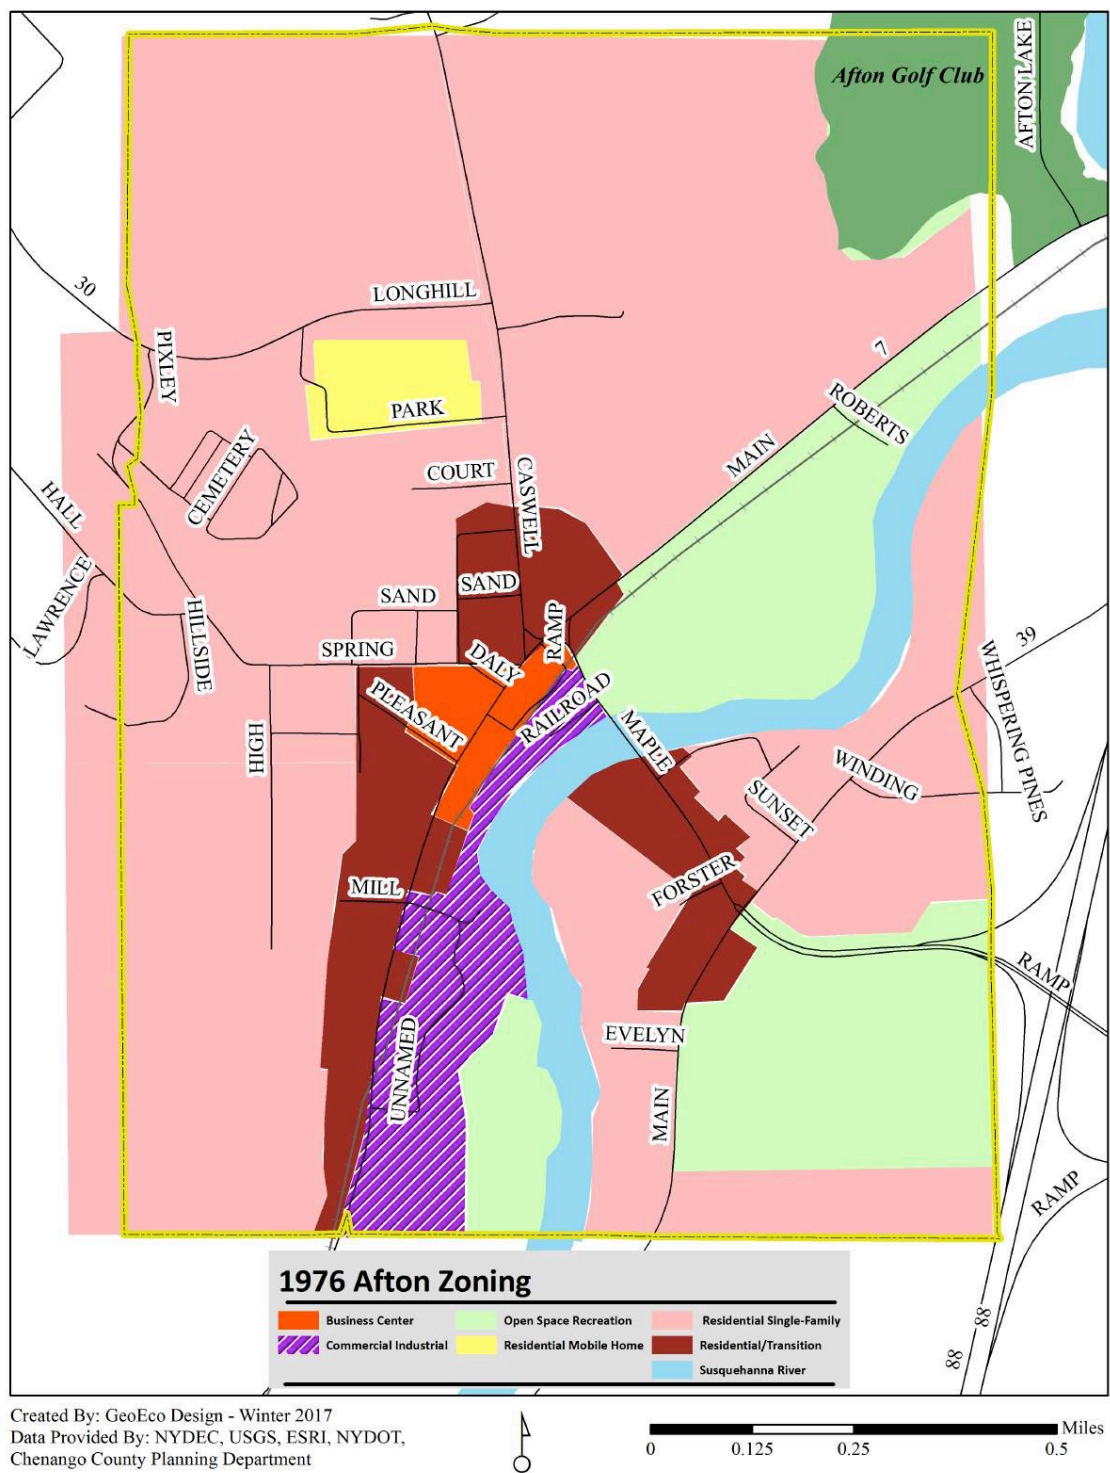 Afton Golf Club
AFTON LAKE
30
LONGHILL
PIXLEY
7
PARK
ROBERTS
MAIN
COURT
CEMETERY
CASWELL
HALL
LAWRENCE
SAND
SAND
HILLSIDE
RAMP
SPRING
DALY
39
WHISPERING PINES
PLEASANT
RAILROAD
MAPLE
HIGH
WINDING
SUNSET
MILL
FORSTER
RAMP
UNNAMED
EVELYN
MAIN
RAMP
88
88
1976 Afton Zoning
Business Center
Open Space Recreation
Residential Single-Family
Commercial Industrial
Residential Mobile Home
Residential/Transition
Susquehanna River
Created By: GeoEco Design - Winter 2017
Data Provided By: NYDEC, USGS, ESRI, NYDOT,
Chenango County Planning Department
Miles
0 0.125 0.25 0.5